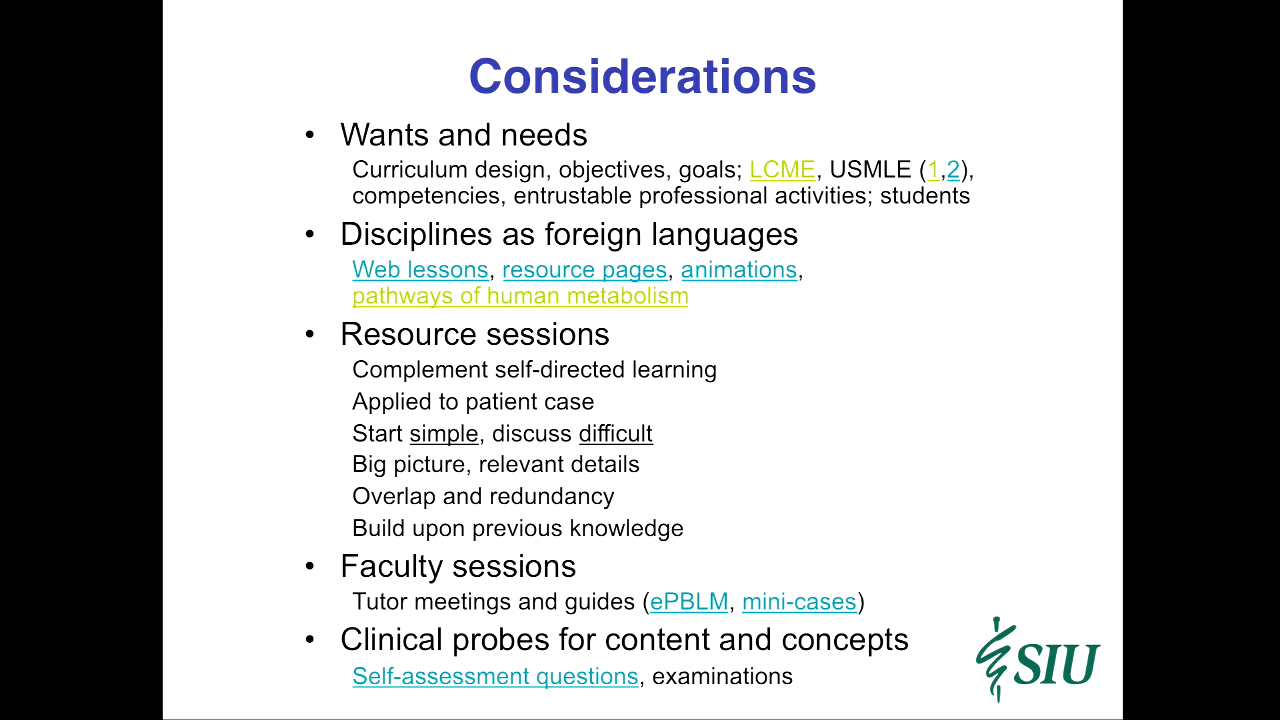 Considerations
• Wants and needs
Curriculum design, objectives, goals; LCME, USMLE (1,2),
competencies, entrustable professional activities; students
• Disciplines as foreign languages
Web lessons, resource pages, animations,
pathways of human metabolism
• Resource sessions
Complement self-directed learning
Applied to patient case
Start simple, discuss difficult
Big picture, relevant details
Overlap and redundancy
Build upon previous knowledge
• Faculty sessions
Tutor meetings and guides (ePBLM, mini-cases)
• Clinical probes for content and concepts
Self-assessment questions, examinations
SIU